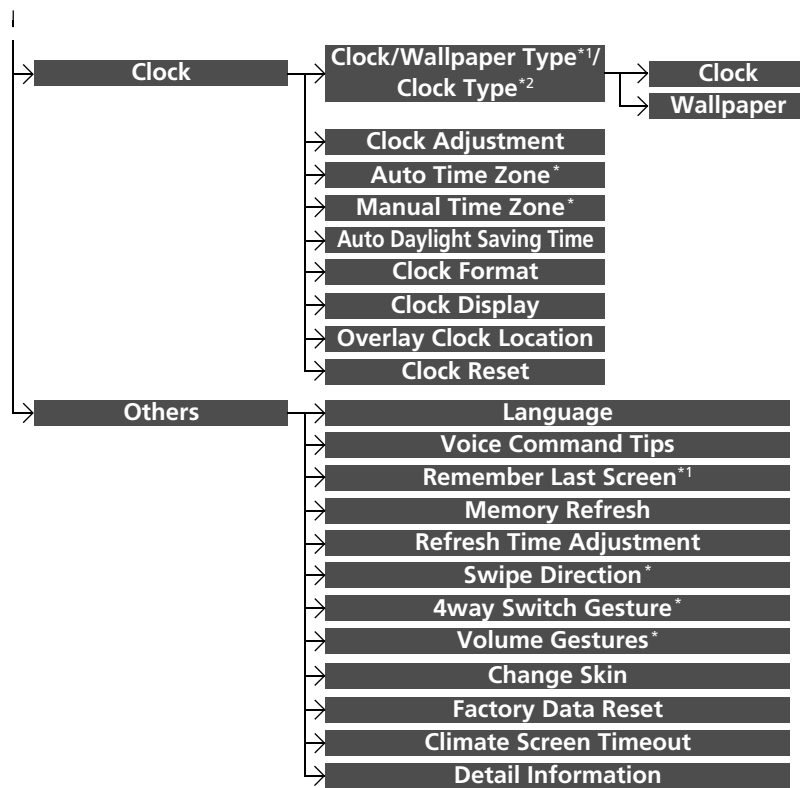 Clock
Clock/Wallpaper Type*1/
Clock Type*2
Clock
Wallpaper
Clock Adjustment
Auto Time Zone*
Manual Time Zone*
Auto Daylight Saving Time
Clock Format
Clock Display
Overlay Clock Location
Clock Reset
Others
Language
Voice Command Tips
Remember Last Screen*1
Memory Refresh
Refresh Time Adjustment
Swipe Direction*
4way Switch Gesture*
Volume Gestures*
Change Skin
Factory Data Reset
Climate Screen Timeout
Detail Information